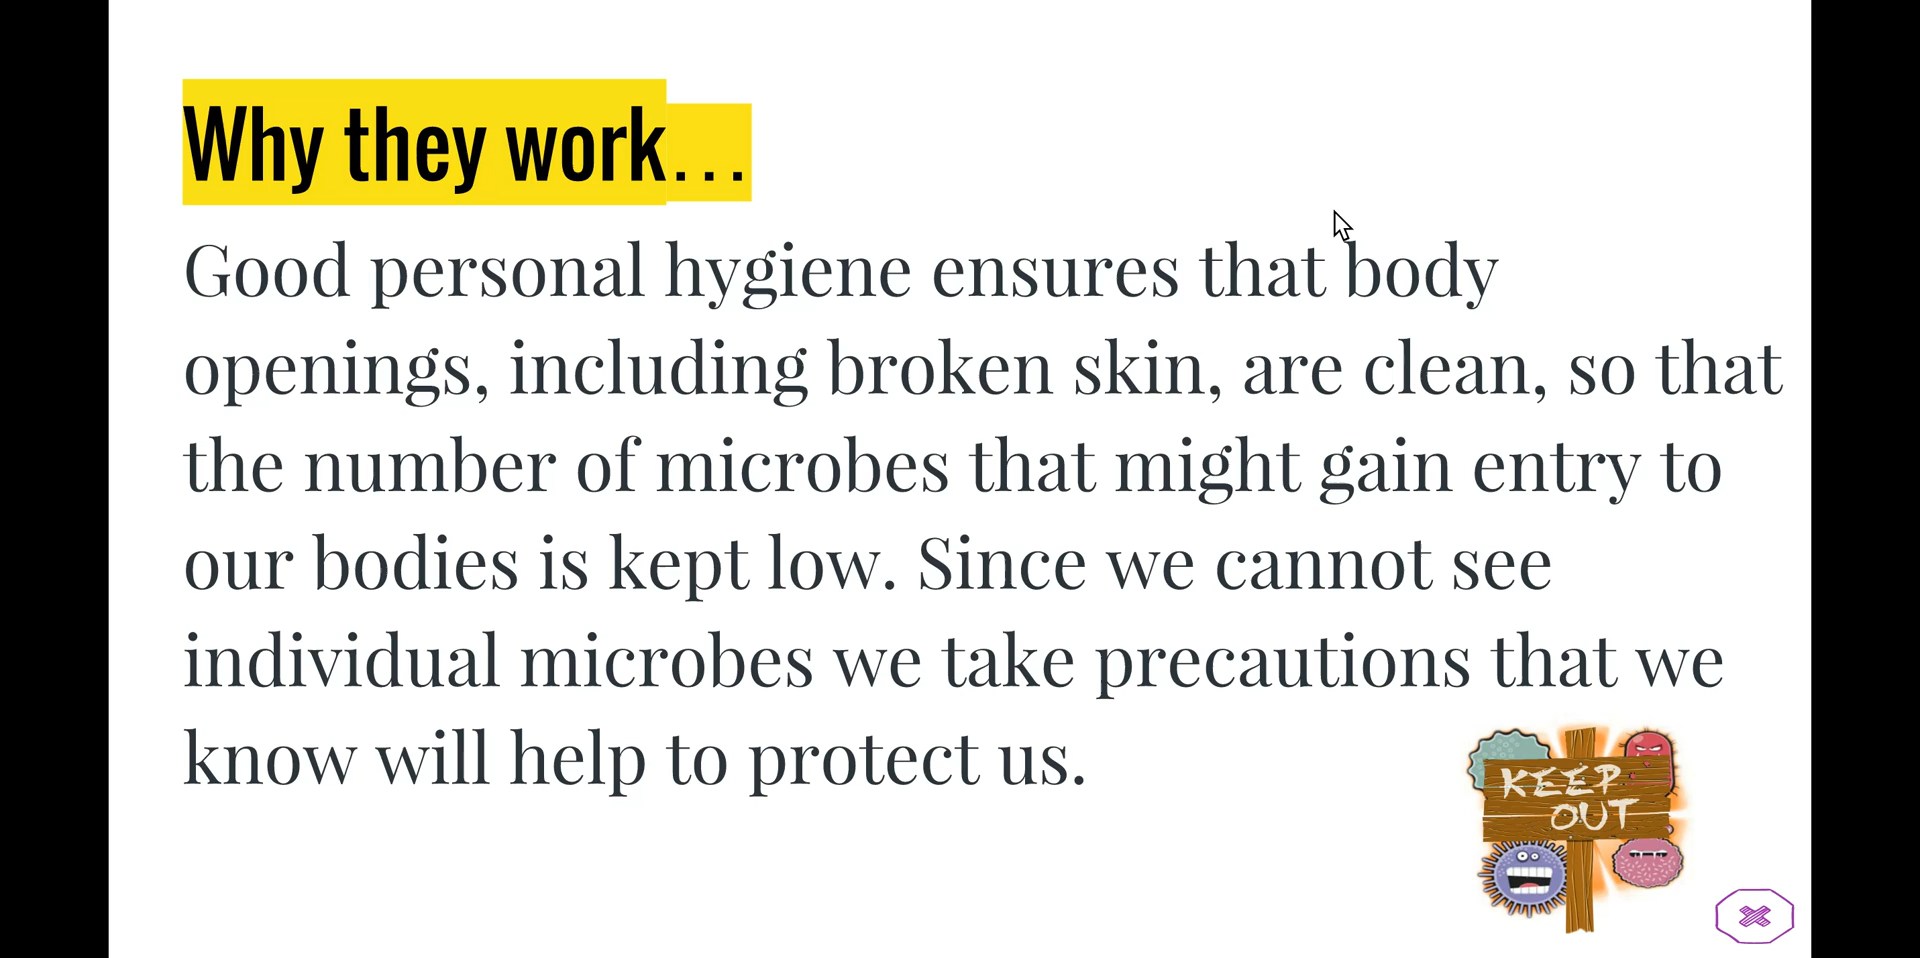 Why they work...
Good personal hygiene ensures that body
openings, including broken skin, are clean, so that
the number of microbes that might gain entry to
our bodies is kept low. Since we cannot see
individual microbes we take precautions that we
know will help to protect us.
KEEP
OUT